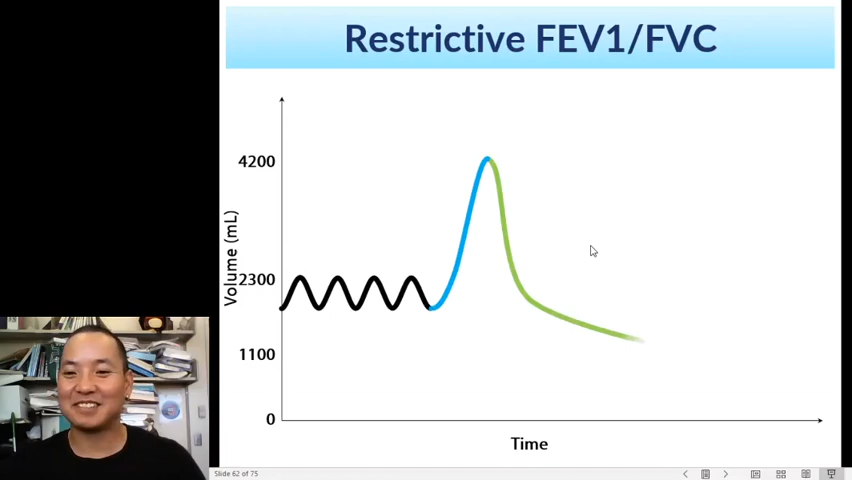 Restrictive FEV1/FVC
4200
2300
1100
0
Volume (mL)
Time
Slide 62 of 75